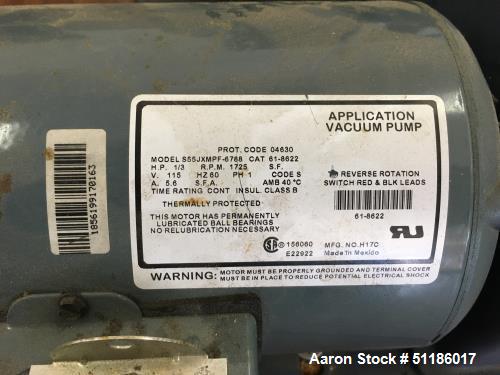 APPLICATION
VACUUM PUMP
PROT. CODE 04630
MODEL S55JXMPF-6768 CAT 61-8622
H.P. 1/3 R.P.M. 1725 S.F.
V. 115 HZ 60 PH 1 CODE S
A. 5.6 S.F.A. AMB 40°C
TIME RATING CONT INSUL. CLASS B
THERMALLY PROTECTED
THIS MOTOR HAS PERMANENTLY
LUBRICATED BALL BEARINGS
NO RELUBRICATION NECESSARY
REVERSE ROTATION
SWITCH RED & BLK LEADS
61-8622
156060
E22922
MFG. NO.H17C
Made in Mexico
WARNING: MOTOR MUST BE PROPERLY GROUNDED AND TERMINAL COVER
MUST BE IN PLACE TO REDUCE POTENTIAL ELECTRICAL SHOCK
1856199170163
Aaron Stock # 51186017